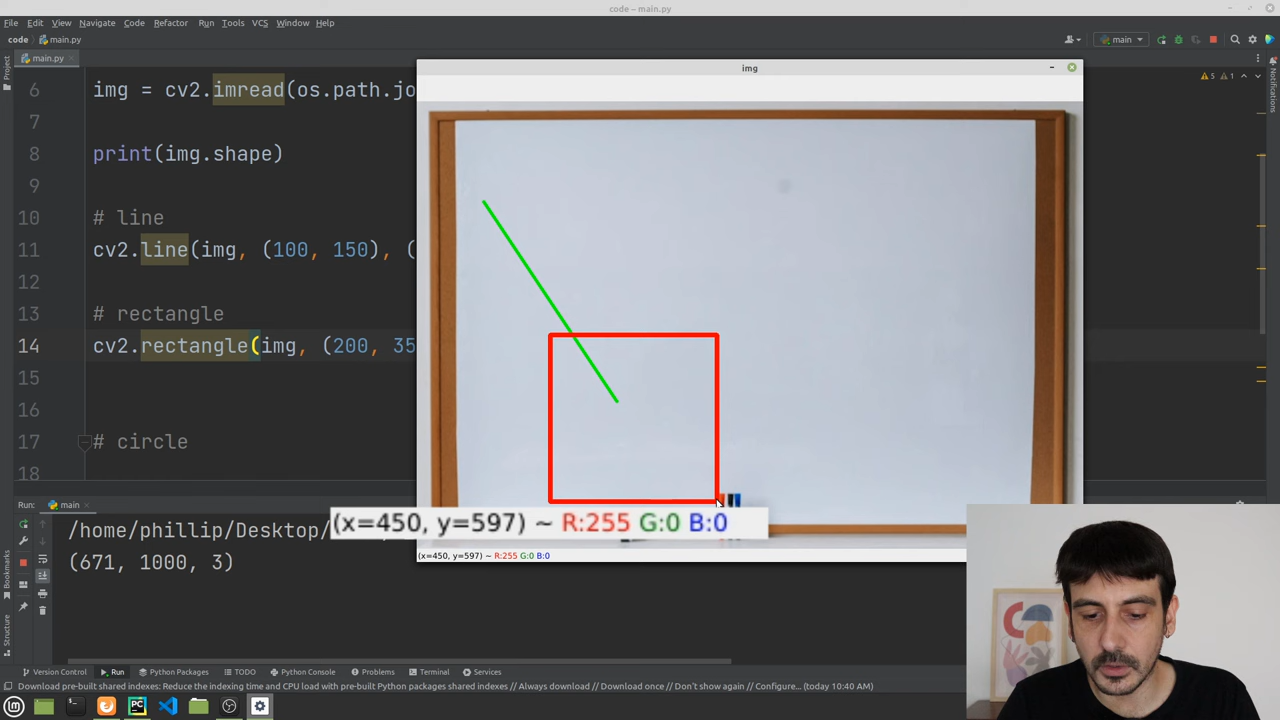 code – main.py
File Edit View Navigate Code Refactor Run Tools VCS Window Help
code main.py main
main.py
img
6 img = cv2.imread(os.path.jo
5 1
7
8 print(img.shape)
9
10 # line
11 cv2.line(img, (100, 150), (
12
13 # rectangle
14 cv2.rectangle(img, (200, 35
15
16
17 # circle
18
Run: main
/home/phillip/Desktop/
(x=450, y=597) ~ R:255 G:0 B:0
(x=450, y=597) ~ R:255 G:0 B:0
(671, 1000, 3)
Project
Bookmarks
Structure
Notifications
Version Control Run Python Packages TODO Python Console Problems Terminal Services
Download pre-built shared indexes: Reduce the indexing time and CPU load with pre-built Python packages shared indexes // Always download // Download once // Don't show again // Configure... (today 10:40 AM)